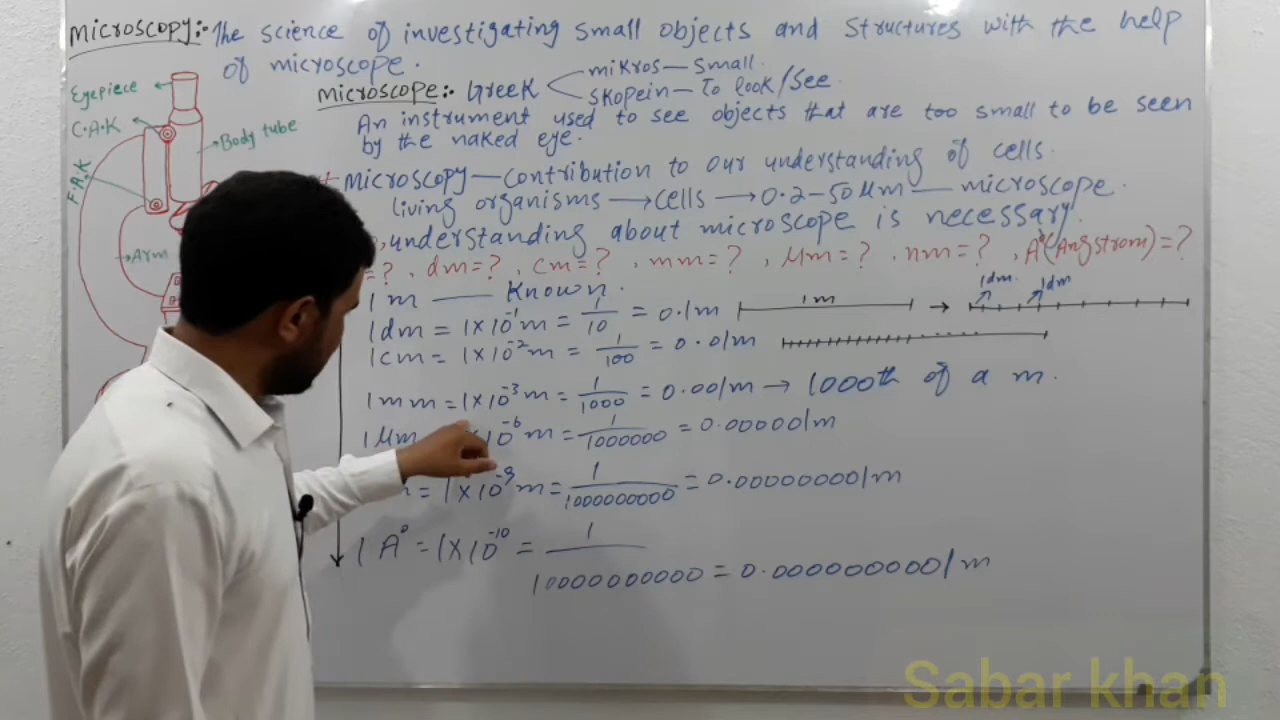 Microscopy:- The science of investigating small objects and structures with the help
of microscope.
Eyepiece
C.A.K
Body tube
F.A.K
Arm
Microscope:- Greek
mikros — small
skopein — To look/see.
An instrument used to see objects that are too small to be seen
by the naked eye.
Microscopy — contribution to our understanding of cells.
living organisms → cells → 0.2-50 µm — microscope.
understanding about microscope is necessary.
=?, dm=?, cm=?, mm=?, µm=?, nm=?, A°(Angstrom)=?
1 m — Known.
1 m →
1dm. 1dm
1dm = 1×10⁻¹m = 1/10 = 0.1m
1cm = 1×10⁻²m = 1/100 = 0.01m
1mm = 1×10⁻³m = 1/1000 = 0.001m → 1000th of a m.
1µm 10⁻⁶m = 1/1000000 = 0.000001m
= 1×10⁻⁹m = 1/1000000000 = 0.000000001m
1A° = 1×10⁻¹⁰ = 1/10000000000 = 0.0000000001m
Sabar khan